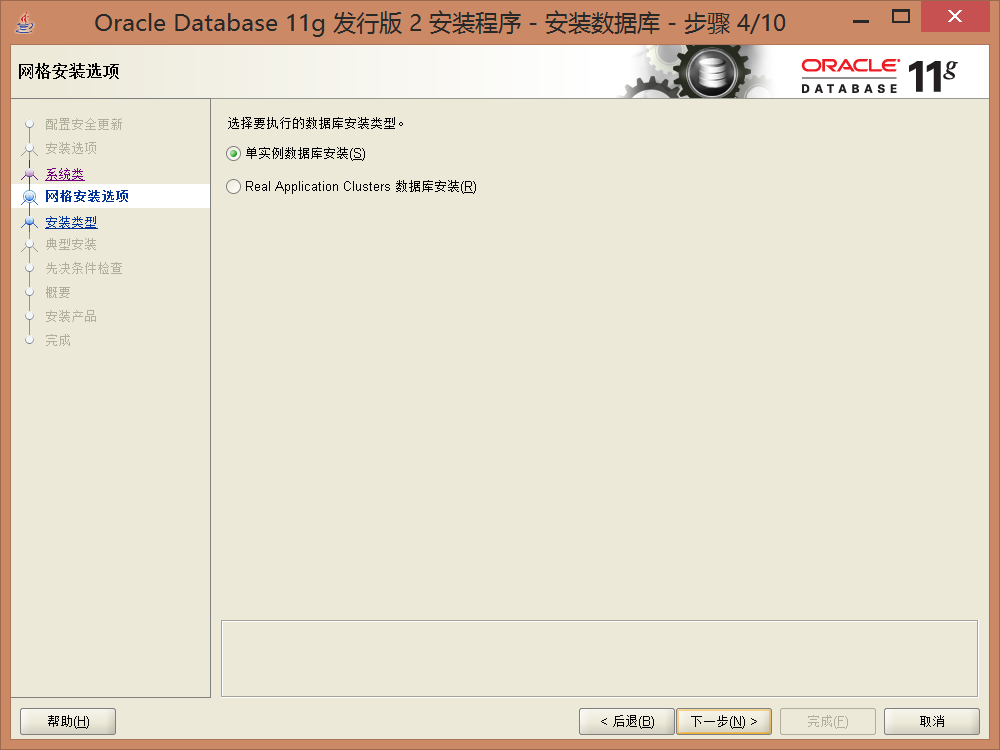 Oracle Database 11g 发行版 2 安装程序 - 安装数据库 - 步骤 4/10
网格安装选项
ORACLE
DATABASE
11g
配置安全更新
安装选项
系统类
网格安装选项
安装类型
典型安装
先决条件检查
概要
安装产品
完成
选择要执行的数据库安装类型。
单实例数据库安装(S)
Real Application Clusters 数据库安装(R)
帮助(H)
< 后退(B)
下一步(N) >
完成(F)
取消